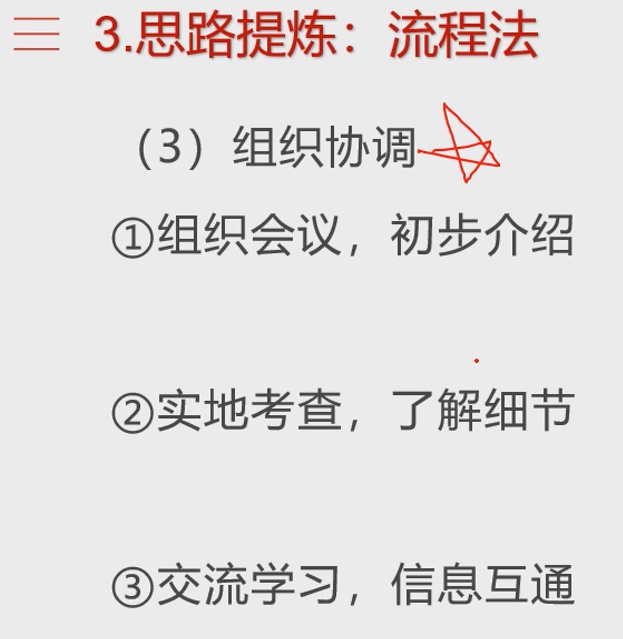 3.思路提炼：流程法
（3）组织协调
①组织会议，初步介绍
②实地考查，了解细节
③交流学习，信息互通